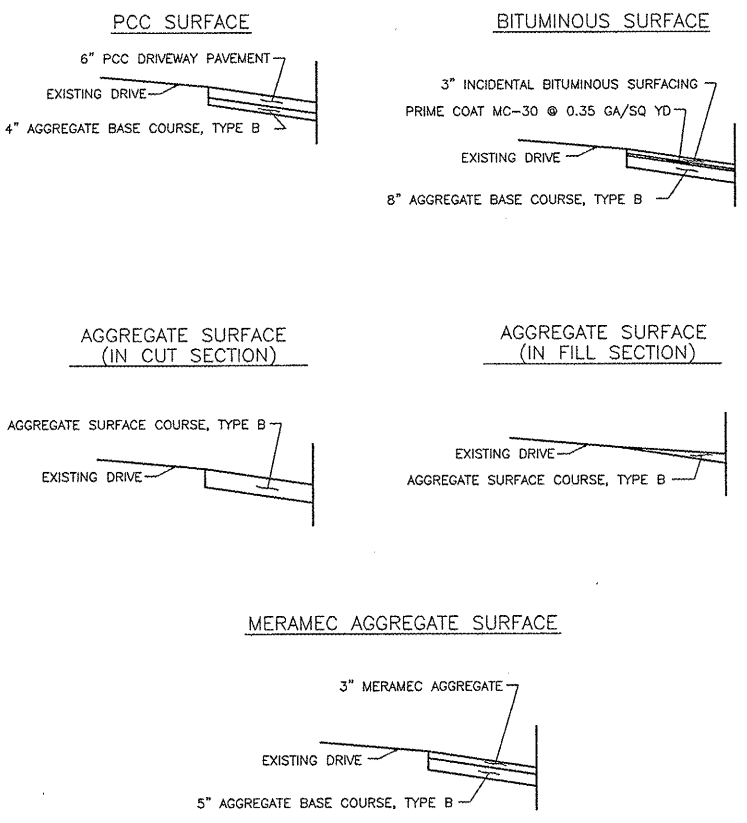 PCC SURFACE
6" PCC DRIVEWAY PAVEMENT
EXISTING DRIVE
4" AGGREGATE BASE COURSE, TYPE B
BITUMINOUS SURFACE
3" INCIDENTAL BITUMINOUS SURFACING
PRIME COAT MC-30 @ 0.35 GA/SQ YD
EXISTING DRIVE
8" AGGREGATE BASE COURSE, TYPE B
AGGREGATE SURFACE
(IN CUT SECTION)
AGGREGATE SURFACE COURSE, TYPE B
EXISTING DRIVE
AGGREGATE SURFACE
(IN FILL SECTION)
EXISTING DRIVE
AGGREGATE SURFACE COURSE, TYPE B
MERAMEC AGGREGATE SURFACE
3" MERAMEC AGGREGATE
EXISTING DRIVE
5" AGGREGATE BASE COURSE, TYPE B